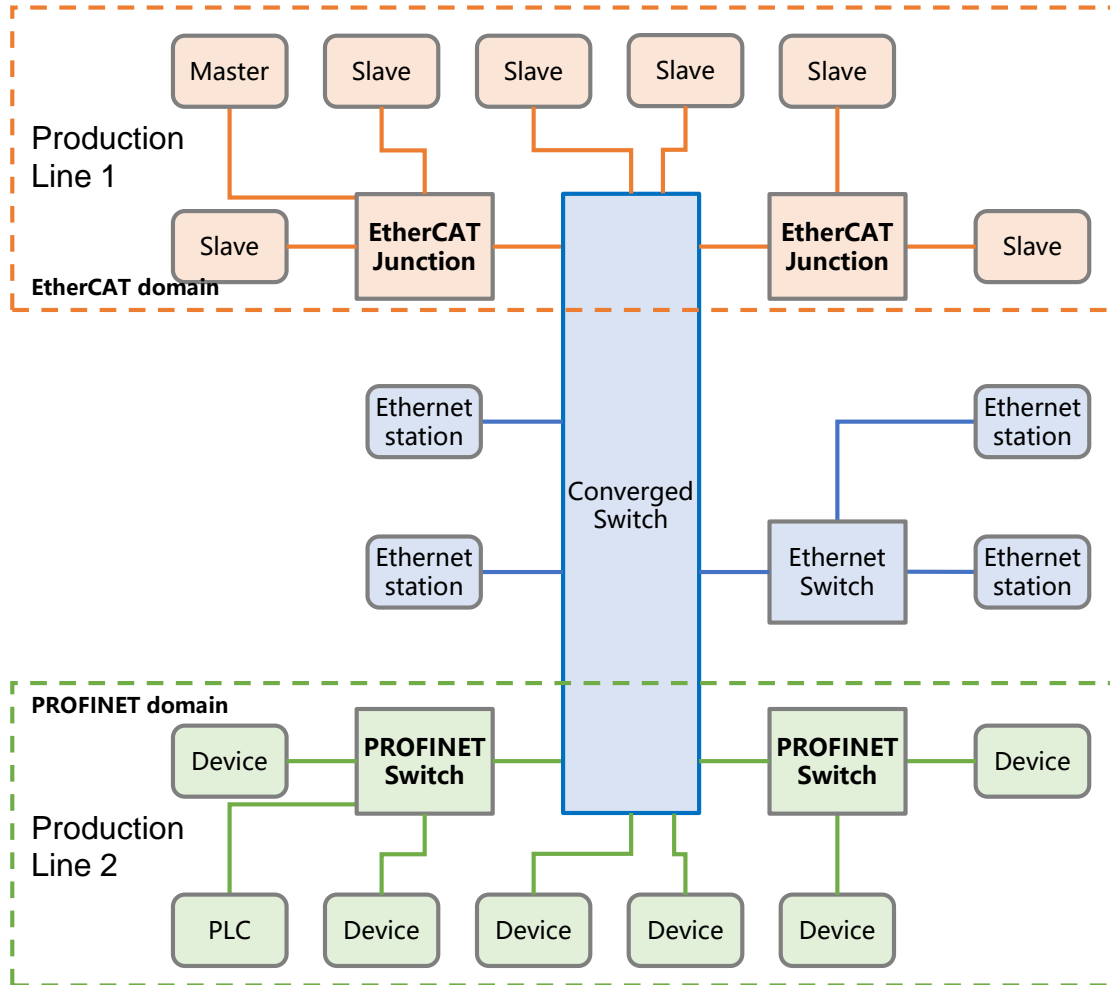 Master
Slave
Slave
Slave
Slave
Production
Line 1
EtherCAT
Junction
EtherCAT
Junction
Slave
Slave
EtherCAT domain
Ethernet
station
Ethernet
station
Converged
Switch
Ethernet
station
Ethernet
Switch
Ethernet
station
PROFINET domain
Device
PROFINET
Switch
PROFINET
Switch
Device
Production
Line 2
PLC
Device
Device
Device
Device